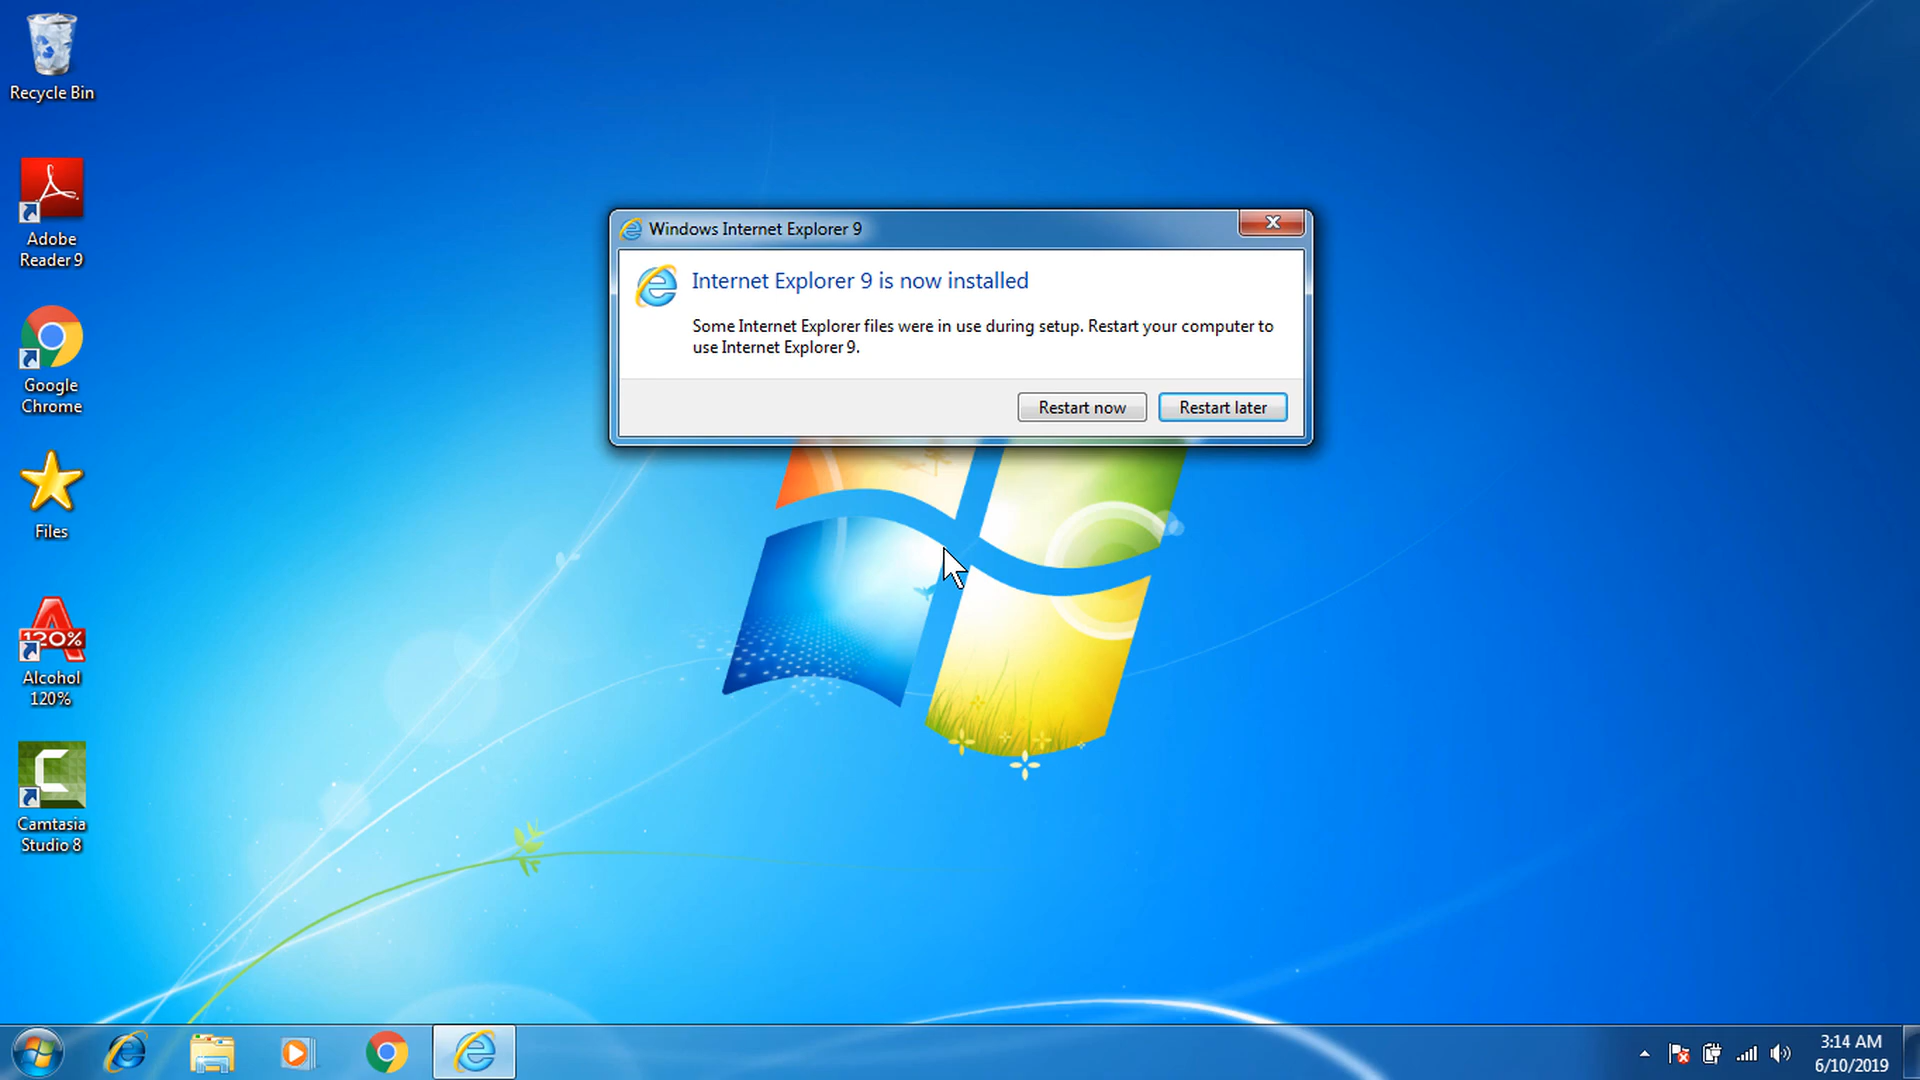 Recycle Bin
Adobe
Reader 9
Google
Chrome
Files
120%
Alcohol
120%
Camtasia
Studio 8
Windows Internet Explorer 9
Internet Explorer 9 is now installed
Some Internet Explorer files were in use during setup. Restart your computer to
use Internet Explorer 9.
Restart now
Restart later
3:14 AM
6/10/2019